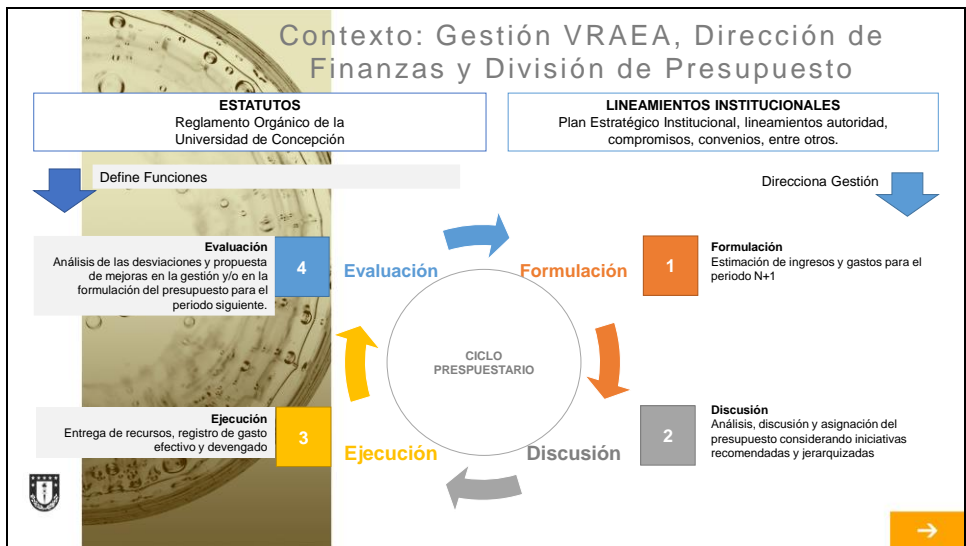 Contexto: Gestión VRAEA, Dirección de
Finanzas y División de Presupuesto
ESTATUTOS
Reglamento Orgánico de la
Universidad de Concepción
LINEAMIENTOS INSTITUCIONALES
Plan Estratégico Institucional, lineamientos autoridad,
compromisos, convenios, entre otros.
Define Funciones
Direcciona Gestión
Evaluación
Análisis de las desviaciones y propuesta
de mejoras en la gestión y/o en la
formulación del presupuesto para el
periodo siguiente.
4
Evaluación
Formulación
1
Formulación
Estimación de ingresos y gastos para el
periodo N+1
CICLO
PRESPUESTARIO
Ejecución
Entrega de recursos, registro de gasto
efectivo y devengado
3
Ejecución
Discusión
2
Discusión
Análisis, discusión y asignación del
presupuesto considerando iniciativas
recomendadas y jerarquizadas